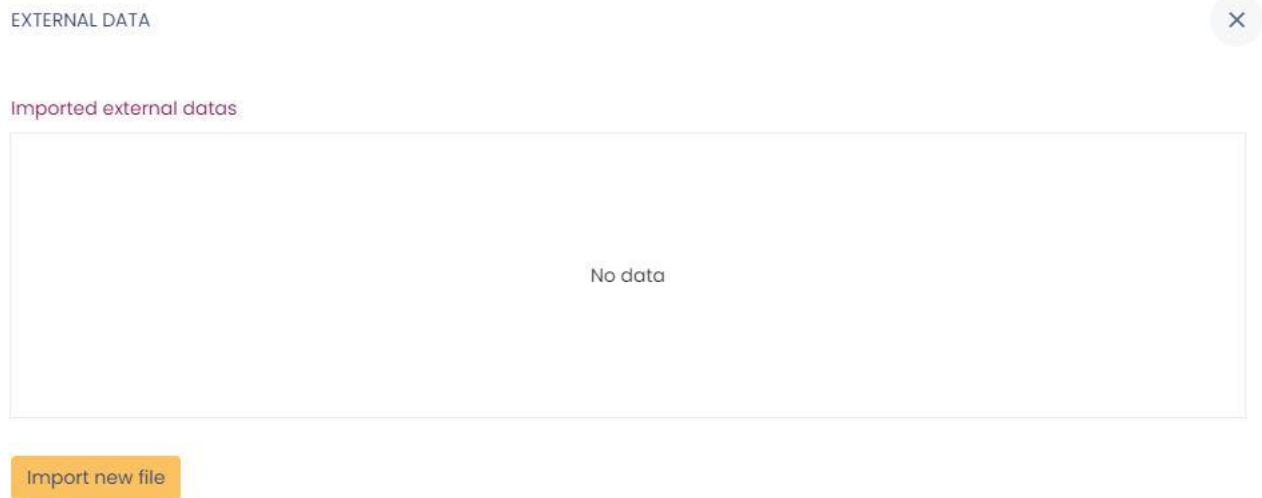 EXTERNAL DATA
Imported external datas
No data
Import new file